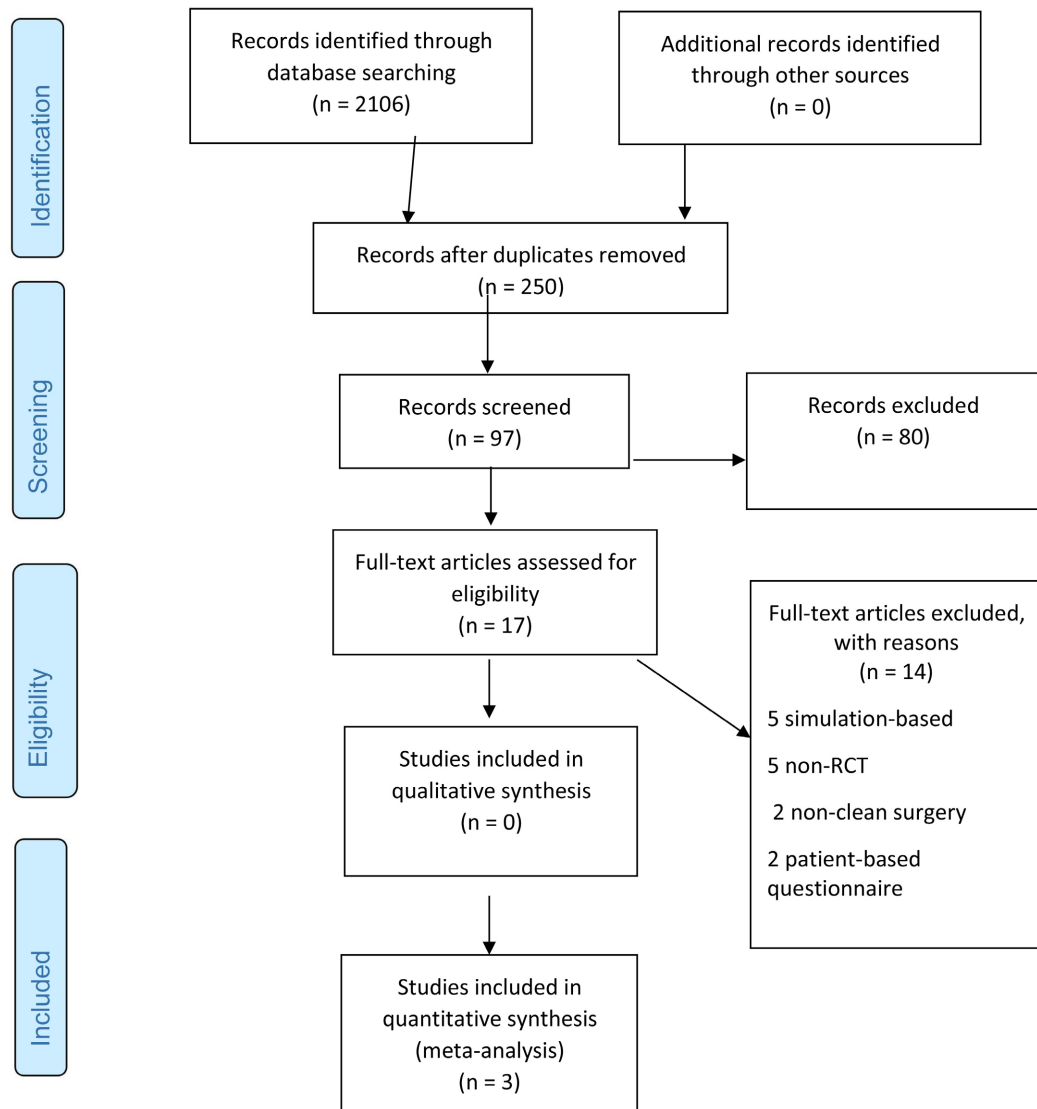 Identification
Records identified through
database searching
(n = 2106)
Additional records identified
through other sources
(n = 0)
Records after duplicates removed
(n = 250)
Screening
Records screened
(n = 97)
Records excluded
(n = 80)
Eligibility
Full-text articles assessed for
eligibility
(n = 17)
Full-text articles excluded,
with reasons
(n = 14)
5 simulation-based
5 non-RCT
2 non-clean surgery
2 patient-based
questionnaire
Studies included in
qualitative synthesis
(n = 0)
Included
Studies included in
quantitative synthesis
(meta-analysis)
(n = 3)